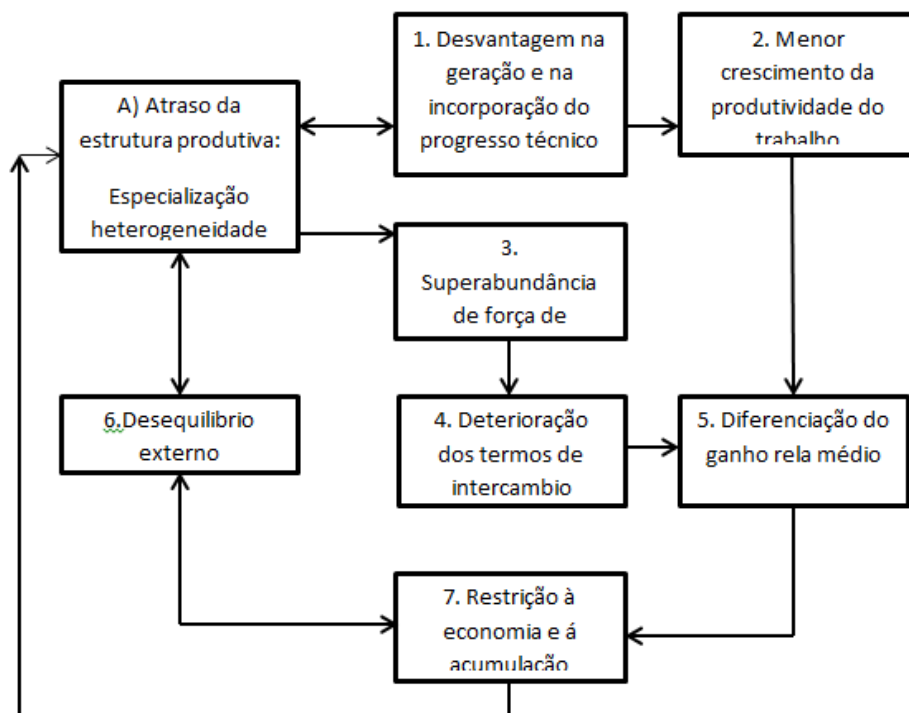 1. Desvantagem na
geração e na
incorporação do
progresso técnico
2. Menor
crescimento da
produtividade do
trabalho
A) Atraso da
estrutura produtiva:
Especialização
heterogeneidade
3.
Superabundância
de força de
6.Desequilibrio
externo
4. Deterioração
dos termos de
intercambio
5. Diferenciação do
ganho rela médio
7. Restrição à
economia e á
acumulação